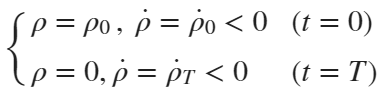 ρ = ρ₀ , ρ̇ = ρ̇₀ < 0 (t = 0)
ρ = 0, ρ̇ = ρ̇_T < 0 (t = T)